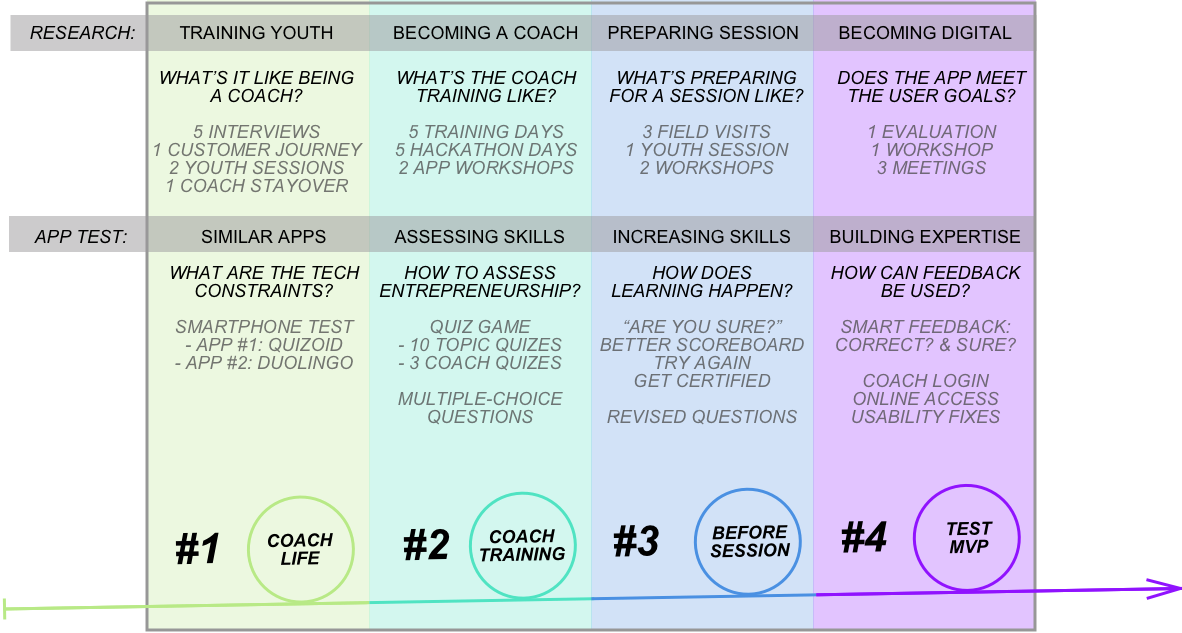 RESEARCH:
TRAINING YOUTH
BECOMING A COACH
PREPARING SESSION
BECOMING DIGITAL
WHAT'S IT LIKE BEING
A COACH?
5 INTERVIEWS
1 CUSTOMER JOURNEY
2 YOUTH SESSIONS
1 COACH STAYOVER
WHAT'S THE COACH
TRAINING LIKE?
5 TRAINING DAYS
5 HACKATHON DAYS
2 APP WORKSHOPS
WHAT'S PREPARING
FOR A SESSION LIKE?
3 FIELD VISITS
1 YOUTH SESSION
2 WORKSHOPS
DOES THE APP MEET
THE USER GOALS?
1 EVALUATION
1 WORKSHOP
3 MEETINGS
APP TEST:
SIMILAR APPS
ASSESSING SKILLS
INCREASING SKILLS
BUILDING EXPERTISE
WHAT ARE THE TECH
CONSTRAINTS?
SMARTPHONE TEST
- APP #1: QUIZOID
- APP #2: DUOLINGO
HOW TO ASSESS
ENTREPRENEURSHIP?
QUIZ GAME
- 10 TOPIC QUIZES
- 3 COACH QUIZES
MULTIPLE-CHOICE
QUESTIONS
HOW DOES
LEARNING HAPPEN?
“ARE YOU SURE?”
BETTER SCOREBOARD
TRY AGAIN
GET CERTIFIED
REVISED QUESTIONS
HOW CAN FEEDBACK
BE USED?
SMART FEEDBACK:
CORRECT? & SURE?
COACH LOGIN
ONLINE ACCESS
USABILITY FIXES
#1
COACH
LIFE
#2
COACH
TRAINING
#3
BEFORE
SESSION
#4
TEST
MVP